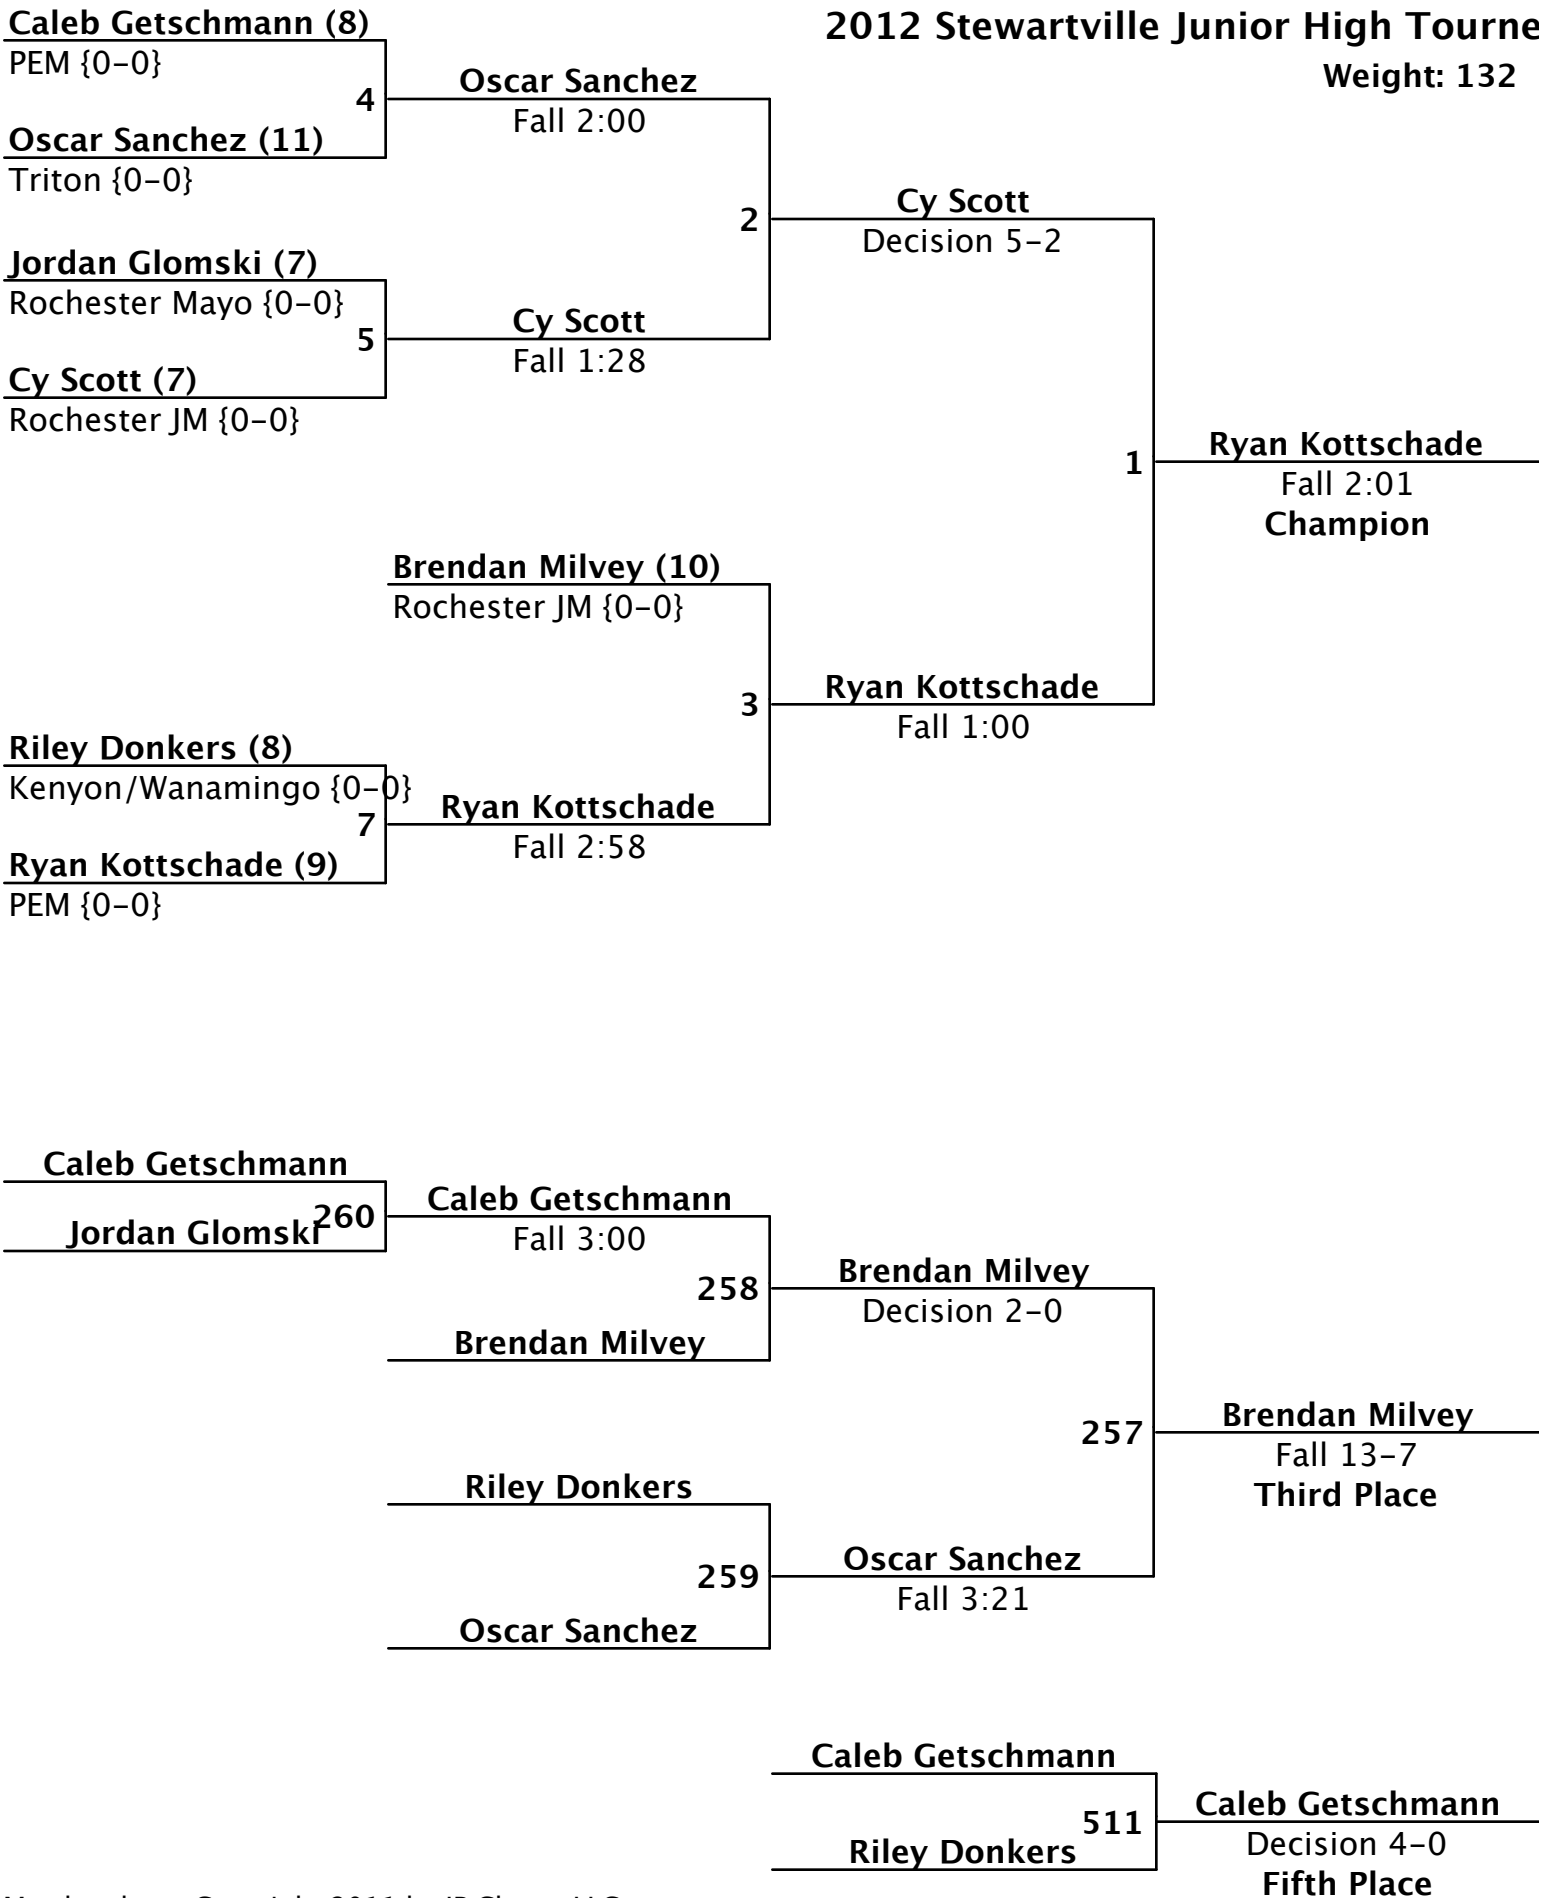 Caleb Getschmann (8)
2012 Stewartville Junior High Tourne
PEM {0-0}
Weight: 132
4
Oscar Sanchez
Fall 2:00
Oscar Sanchez (11)
Triton {0-0}
2
Cy Scott
Decision 5-2
Jordan Glomski (7)
Rochester Mayo {0-0}
5
Cy Scott
Fall 1:28
Cy Scott (7)
Rochester JM {0-0}
1
Ryan Kottschade
Fall 2:01
Champion
Brendan Milvey (10)
Rochester JM {0-0}
3
Ryan Kottschade
Fall 1:00
Riley Donkers (8)
Kenyon/Wanamingo {0-0}
7
Ryan Kottschade
Fall 2:58
Ryan Kottschade (9)
PEM {0-0}
Caleb Getschmann
260
Jordan Glomski
Caleb Getschmann
Fall 3:00
258
Brendan Milvey
Decision 2-0
Brendan Milvey
257
Brendan Milvey
Fall 13-7
Third Place
Riley Donkers
259
Oscar Sanchez
Fall 3:21
Oscar Sanchez
Caleb Getschmann
511
Caleb Getschmann
Riley Donkers
Decision 4-0
Fifth Place